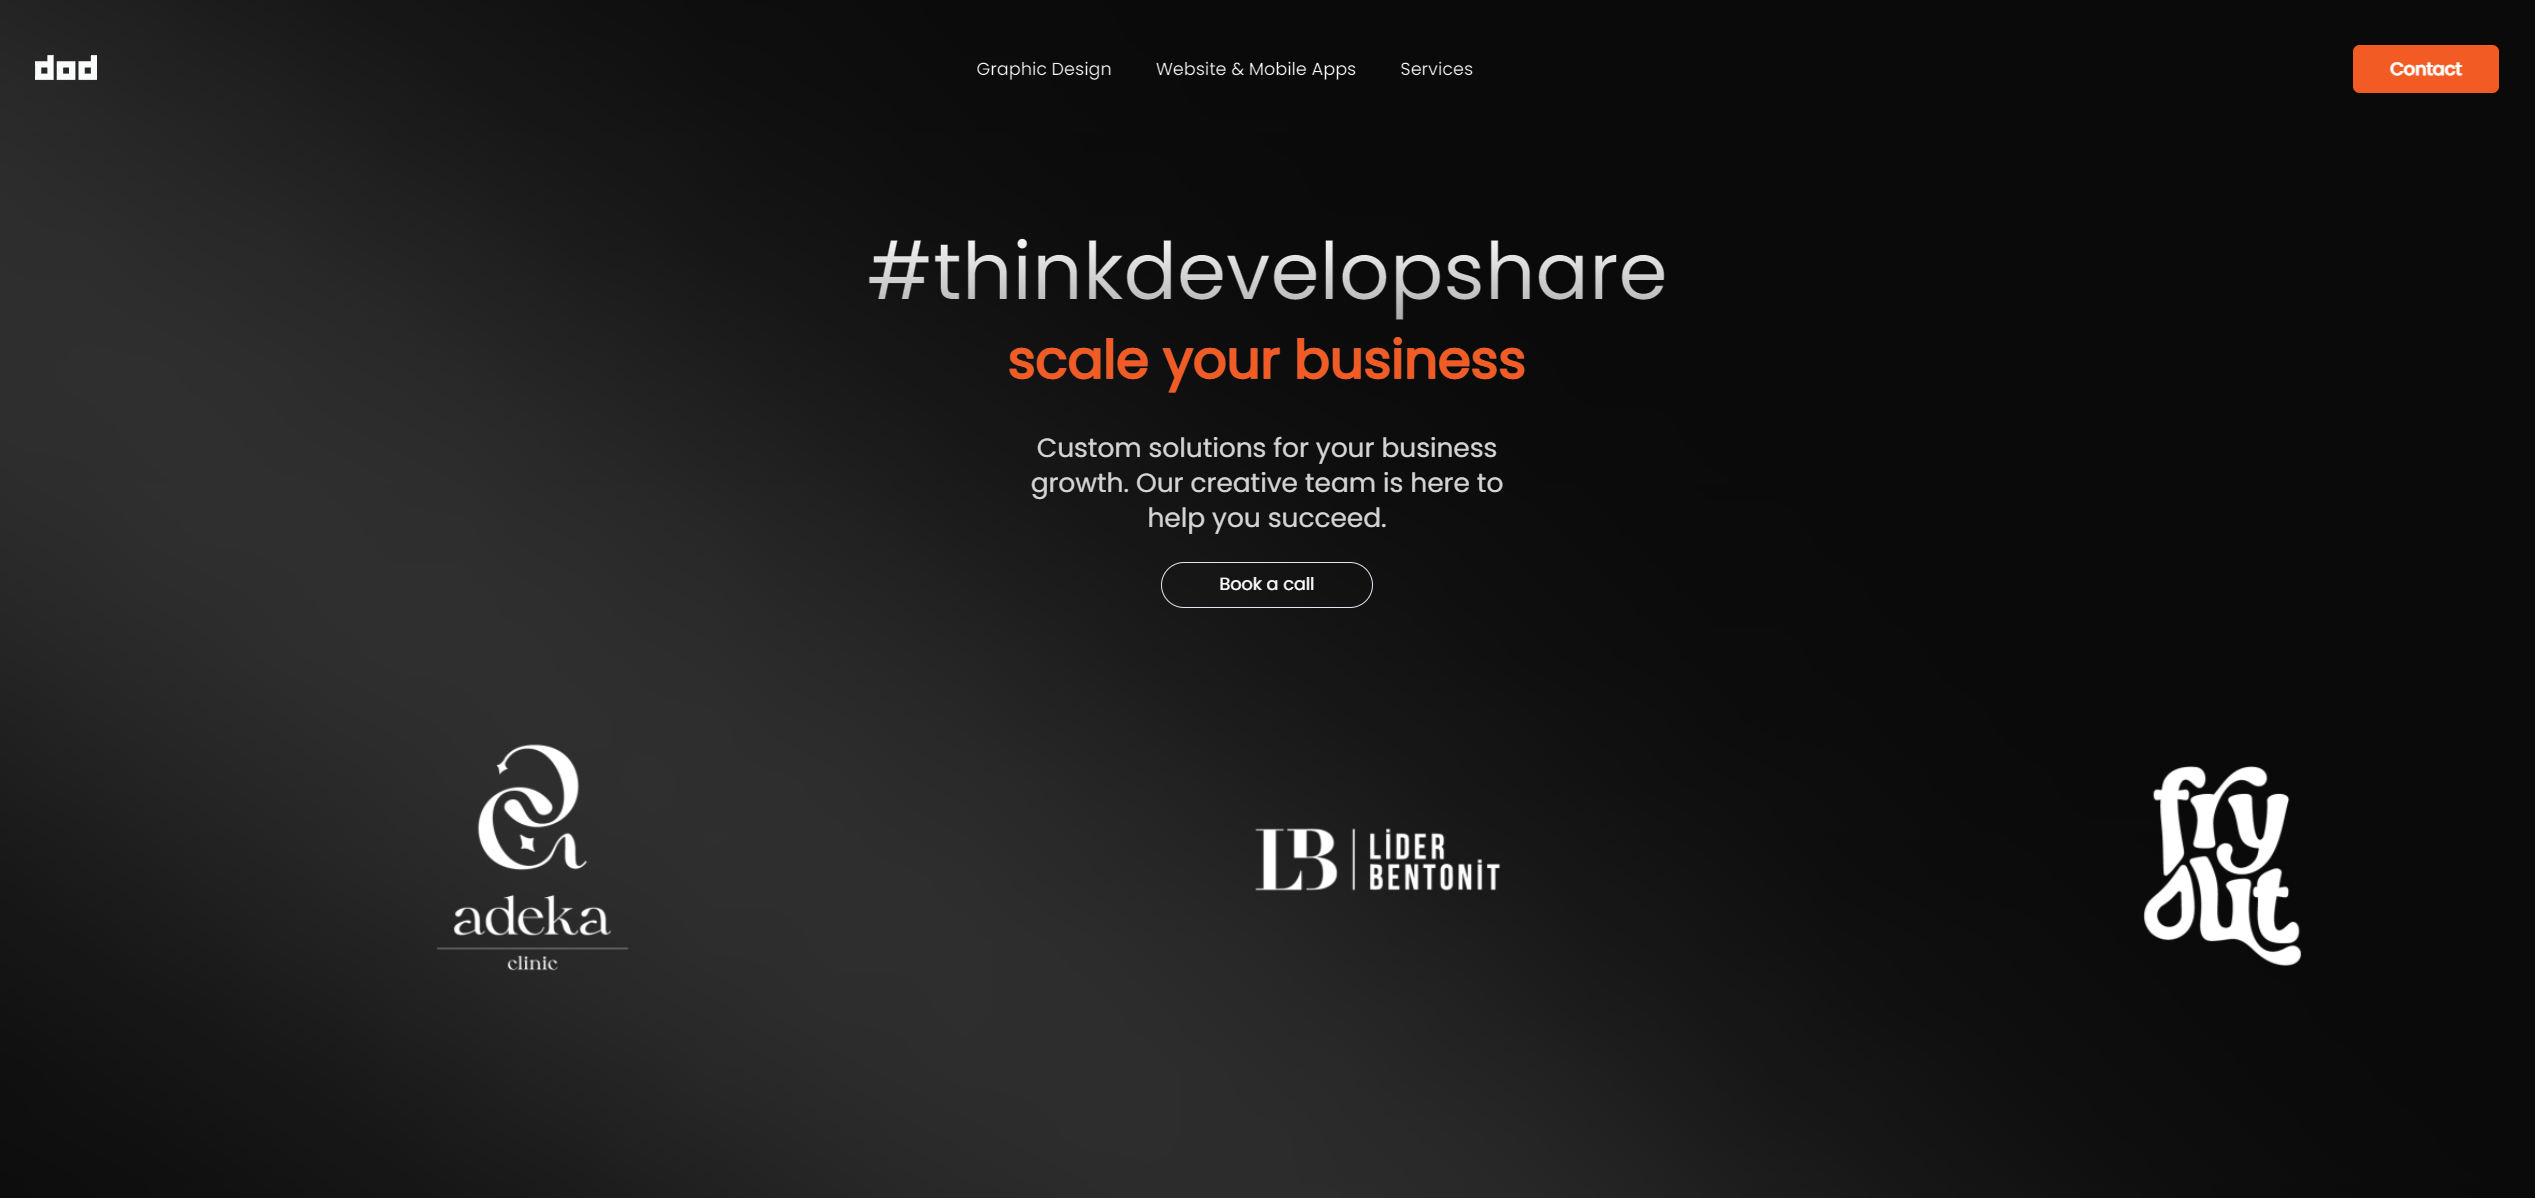 dod
Graphic Design
Website & Mobile Apps
Services
Contact
#thinkdevelopshare
scale your business
Custom solutions for your business
growth. Our creative team is here to
help you succeed.
Book a call
adeka
clinic
LB
LİDER
BENTONİT
fry
out